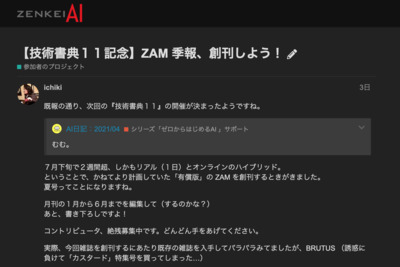 ZENKEI AI
【技術書典１１記念】ZAM 季報、創刊しよう！
参加者のプロジェクト
ichiki
3日
既報の通り、次回の『技術書典１１』の開催が決まったようですね。
AI日記：2021/04 シリーズ「ゼロからはじめるAI」サポート
むむ。
７月下旬で２週間超、しかもリアル（１日）とオンラインのハイブリッド。
ということで、かねてより計画していた「有償版」の ZAM を創刊するときがきました。
夏号ってことになりますね。
月刊の１月から６月までを編集して（するのかな？）
あと、書き下ろしですよ！
コントリビュータ、絶賛募集中です。どんどん手をあげてください。
実際、今回雑誌を創刊するにあたり既存の雑誌を入手してパラパラみてましたが、BRUTUS （誘惑に
負けて「カスタード」特集号を買ってしまった…）